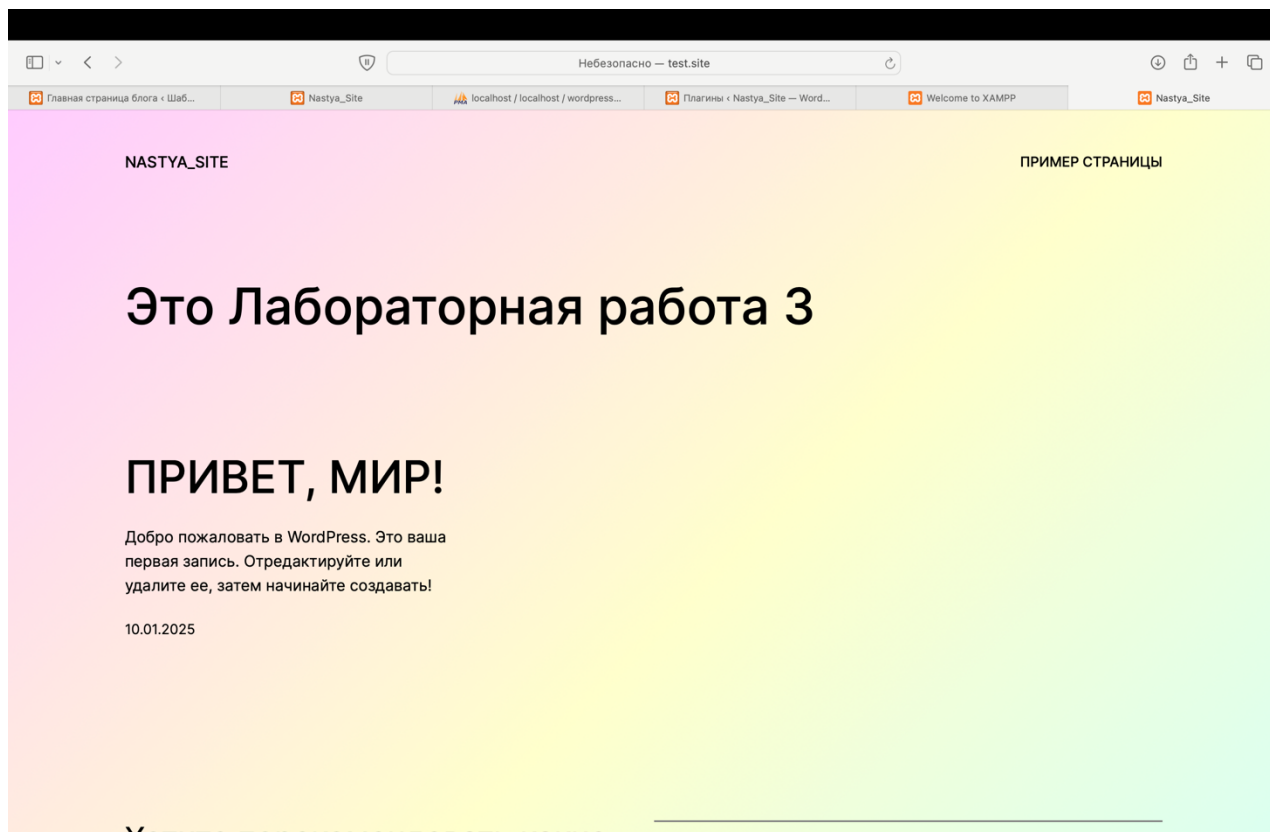 Небезопасно — test.site
Главная страница блога ‹ Шаб...
Nastya_Site
localhost / localhost / wordpress...
Плагины ‹ Nastya_Site — Word...
Welcome to XAMPP
Nastya_Site
NASTYA_SITE
ПРИМЕР СТРАНИЦЫ
Это Лабораторная работа 3
ПРИВЕТ, МИР!
Добро пожаловать в WordPress. Это ваша
первая запись. Отредактируйте или
удалите ее, затем начинайте создавать!
10.01.2025